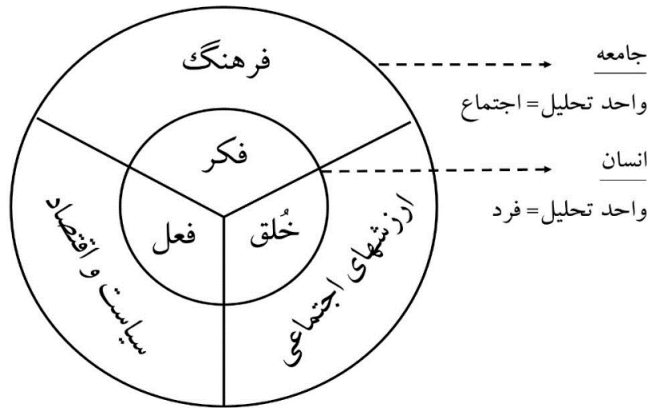 فرهنگ
فکر
خُلق
فعل
ارزشهای اجتماعی
سیاست و اقتصاد
جامعه
واحد تحلیل= اجتماع
انسان
واحد تحلیل= فرد